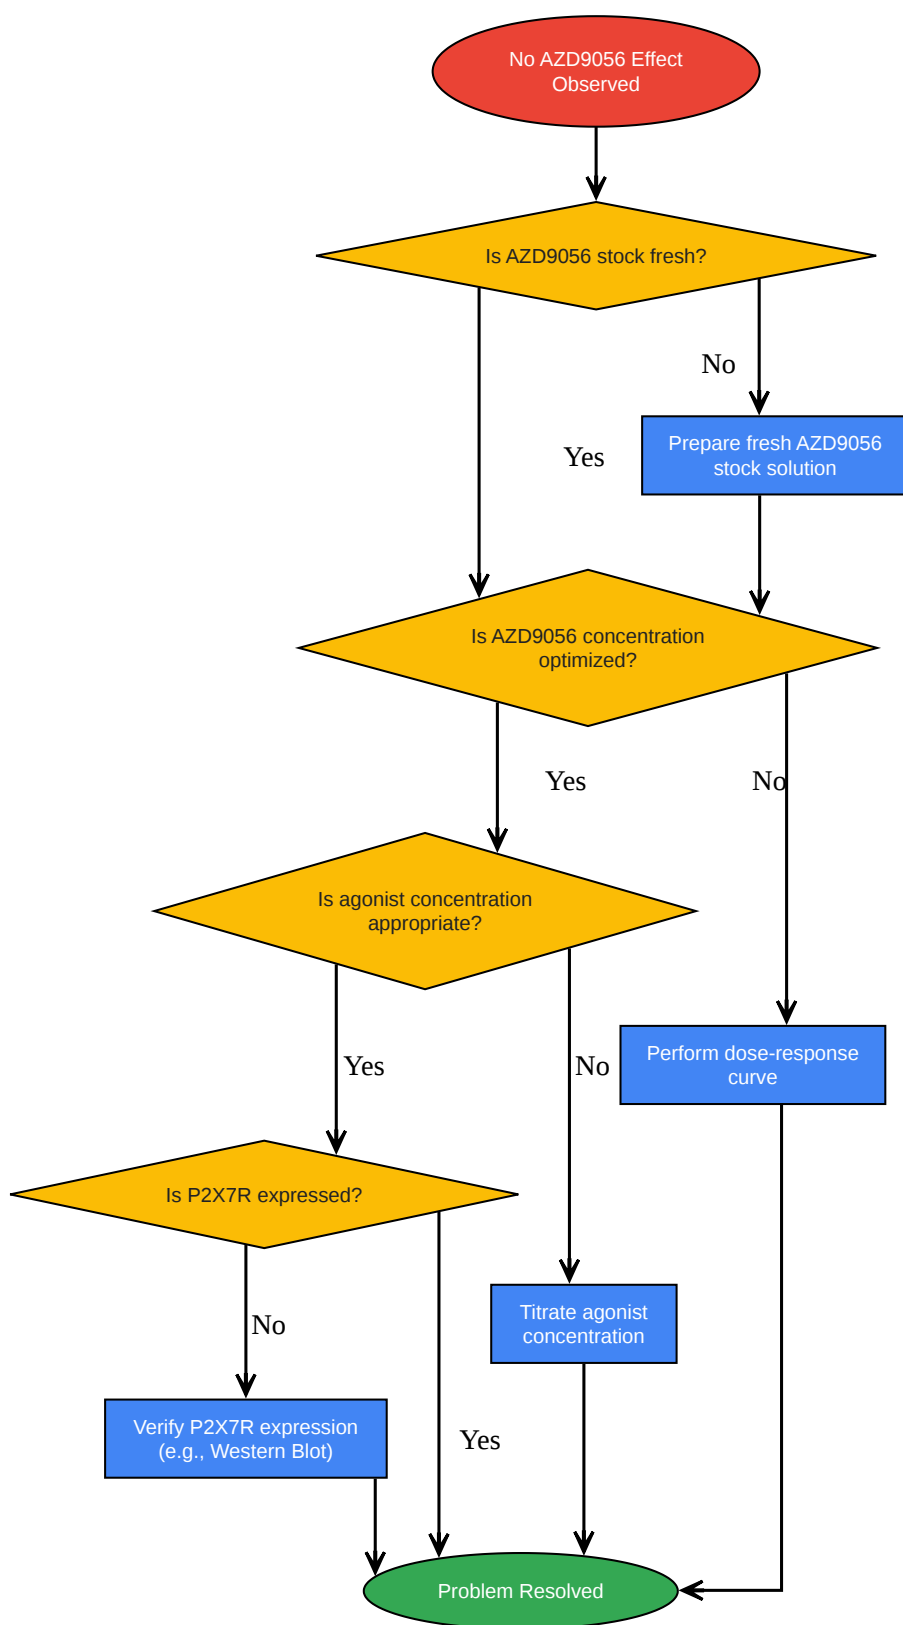 No AZD9056 Effect
Observed
Is AZD9056 stock fresh?
No
Prepare fresh AZD9056
stock solution
Yes
Is AZD9056 concentration
optimized?
Yes
No
Is agonist concentration
appropriate?
Perform dose-response
curve
Yes
No
Is P2X7R expressed?
Titrate agonist
concentration
No
Verify P2X7R expression
(e.g., Western Blot)
Yes
Problem Resolved